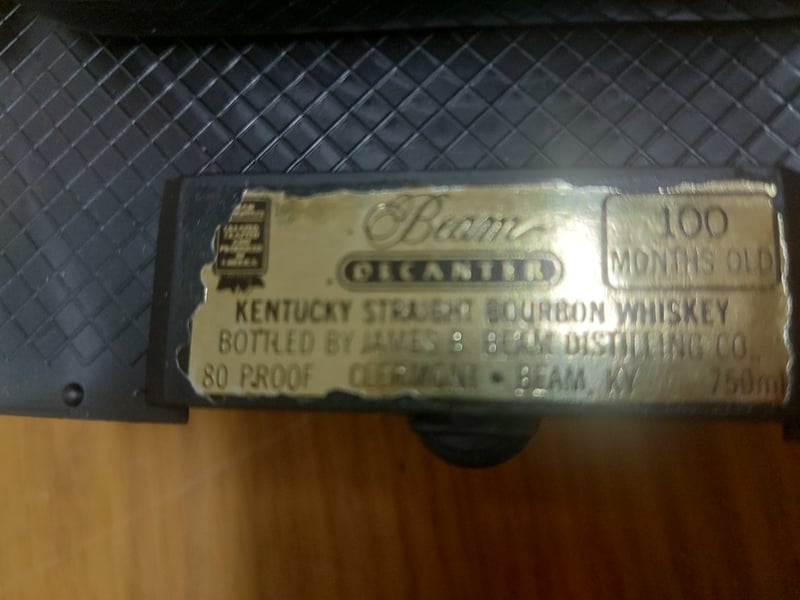 Beam
DECANTER
100
MONTHS OLD
KENTUCKY STRAIGHT BOURBON WHISKEY
BOTTLED BY JAMES B BEAM DISTILLING CO.
80 PROOF CLERMONT • BEAM, KY 750ml